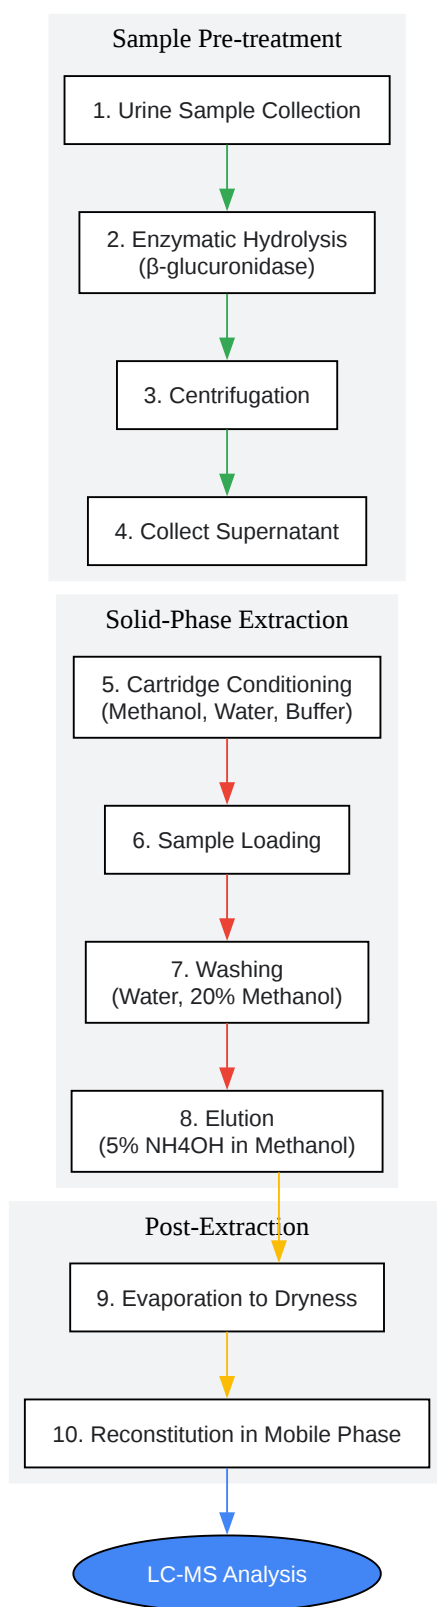 Sample Pre-treatment
1. Urine Sample Collection
2. Enzymatic Hydrolysis
(β-glucuronidase)
3. Centrifugation
4. Collect Supernatant
Solid-Phase Extraction
5. Cartridge Conditioning
(Methanol, Water, Buffer)
6. Sample Loading
7. Washing
(Water, 20% Methanol)
8. Elution
(5% NH4OH in Methanol)
Post-Extraction
9. Evaporation to Dryness
10. Reconstitution in Mobile Phase
LC-MS Analysis